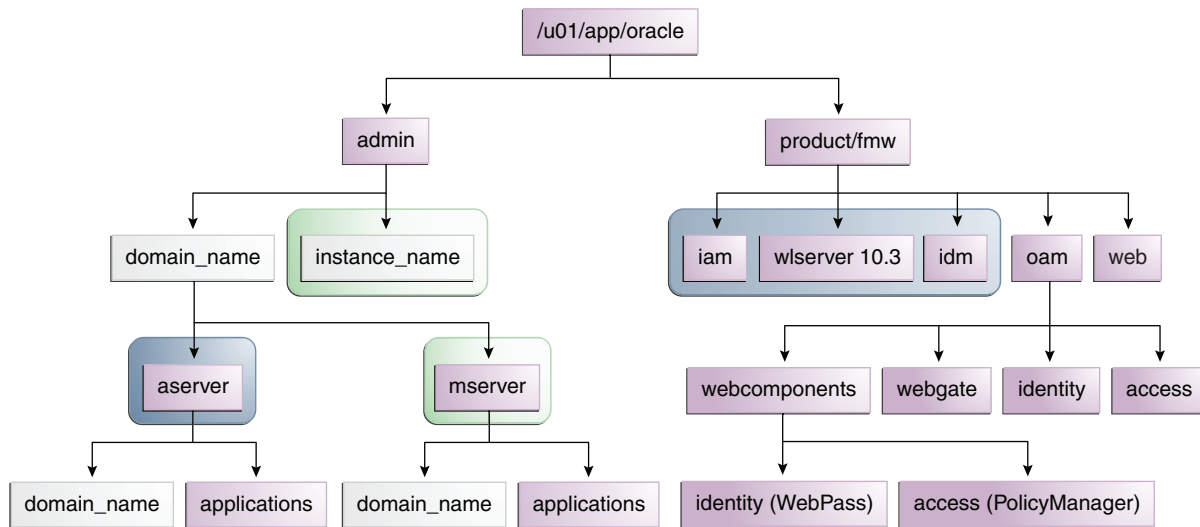 /u01/app/oracle
admin
product/fmw
domain_name
instance_name
iam
wlserver 10.3
idm
oam
web
aserver
mserver
webcomponents
webgate
identity
access
domain_name
applications
domain_name
applications
identity (WebPass)
access (PolicyManager)